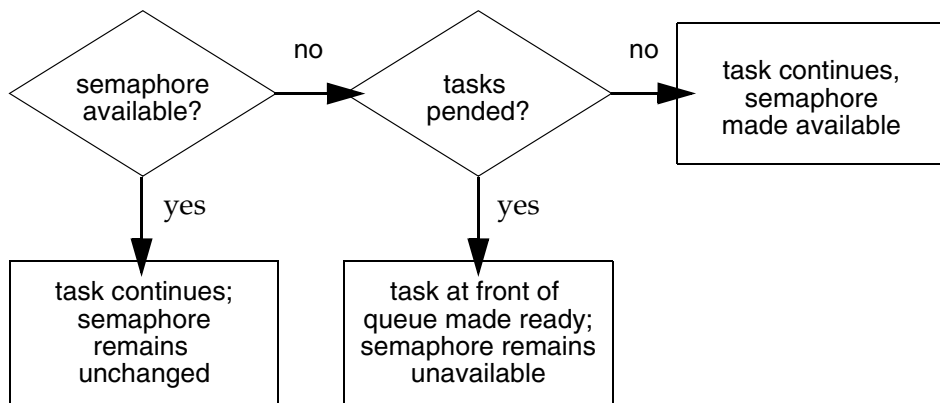 semaphore
available?
no
tasks
pended?
no
task continues,
semaphore
made available
yes
yes
task continues;
semaphore
remains
unchanged
task at front of
queue made ready;
semaphore remains
unavailable